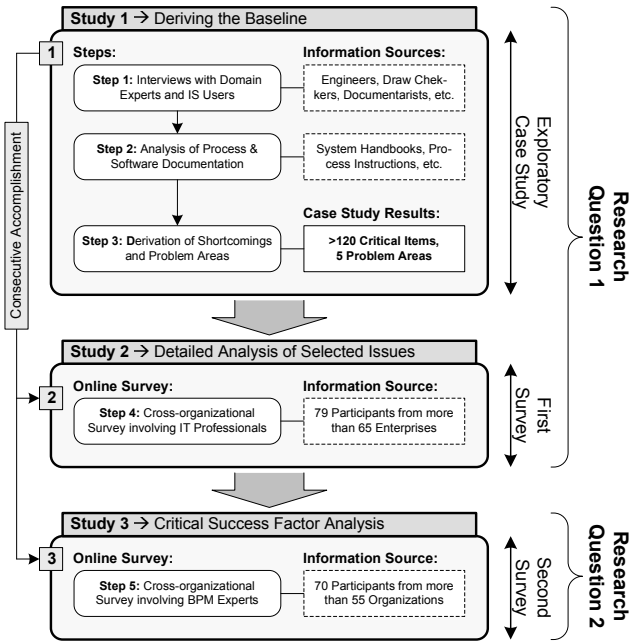 Study 1 → Deriving the Baseline
1
Steps:
Information Sources:
Step 1: Interviews with Domain
Experts and IS Users
Engineers, Draw Chek-
kers, Documentarists, etc.
Step 2: Analysis of Process &
Software Documentation
System Handbooks, Pro-
cess Instructions, etc.
Case Study Results:
Step 3: Derivation of Shortcomings
and Problem Areas
>120 Critical Items,
5 Problem Areas
Exploratory
Case Study
Research
Question 1
Consecutive Accomplishment
Study 2 → Detailed Analysis of Selected Issues
2
Online Survey:
Information Source:
Step 4: Cross-organizational
Survey involving IT Professionals
79 Participants from more
than 65 Enterprises
First
Survey
Study 3 → Critical Success Factor Analysis
3
Online Survey:
Information Source:
Step 5: Cross-organizational
Survey involving BPM Experts
70 Participants from more
than 55 Organizations
Second
Survey
Research
Question 2